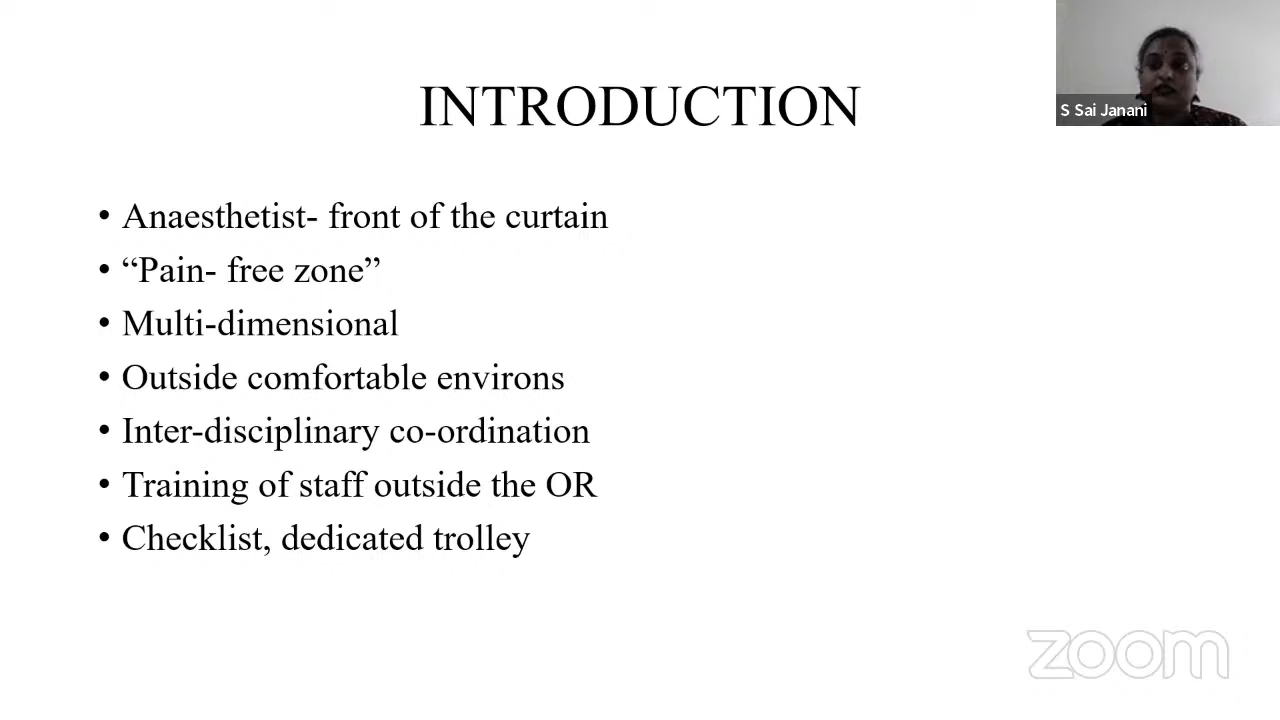 INTRODUCTION
S Sai Janani
• Anaesthetist- front of the curtain
• “Pain- free zone”
• Multi-dimensional
• Outside comfortable environs
• Inter-disciplinary co-ordination
• Training of staff outside the OR
• Checklist, dedicated trolley
zoom